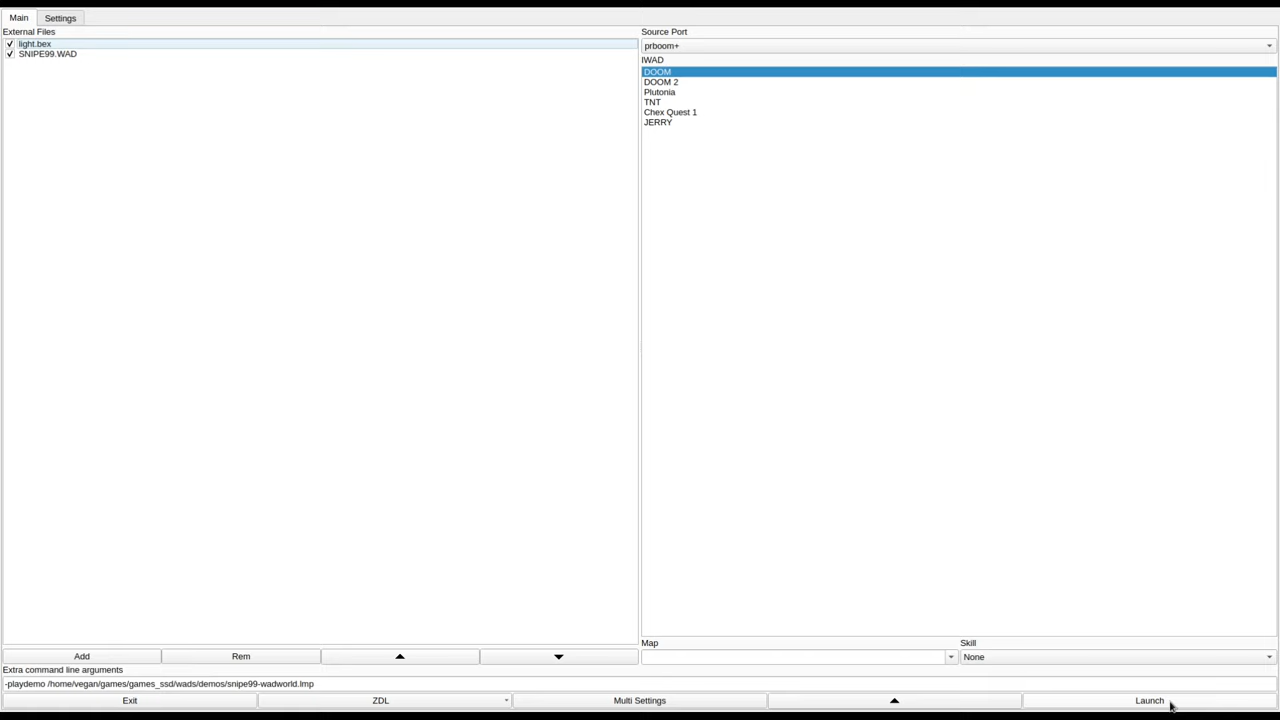 Main Settings
External Files
light.bex
SNIPE99.WAD
Source Port
prboom+
IWAD
DOOM
DOOM 2
Plutonia
TNT
Chex Quest 1
JERRY
Map Skill
None
Add Rem
Extra command line arguments
-playdemo /home/vegan/games/games_ssd/wads/demos/snipe99-wadworld.lmp
Exit ZDL Multi Settings Launch